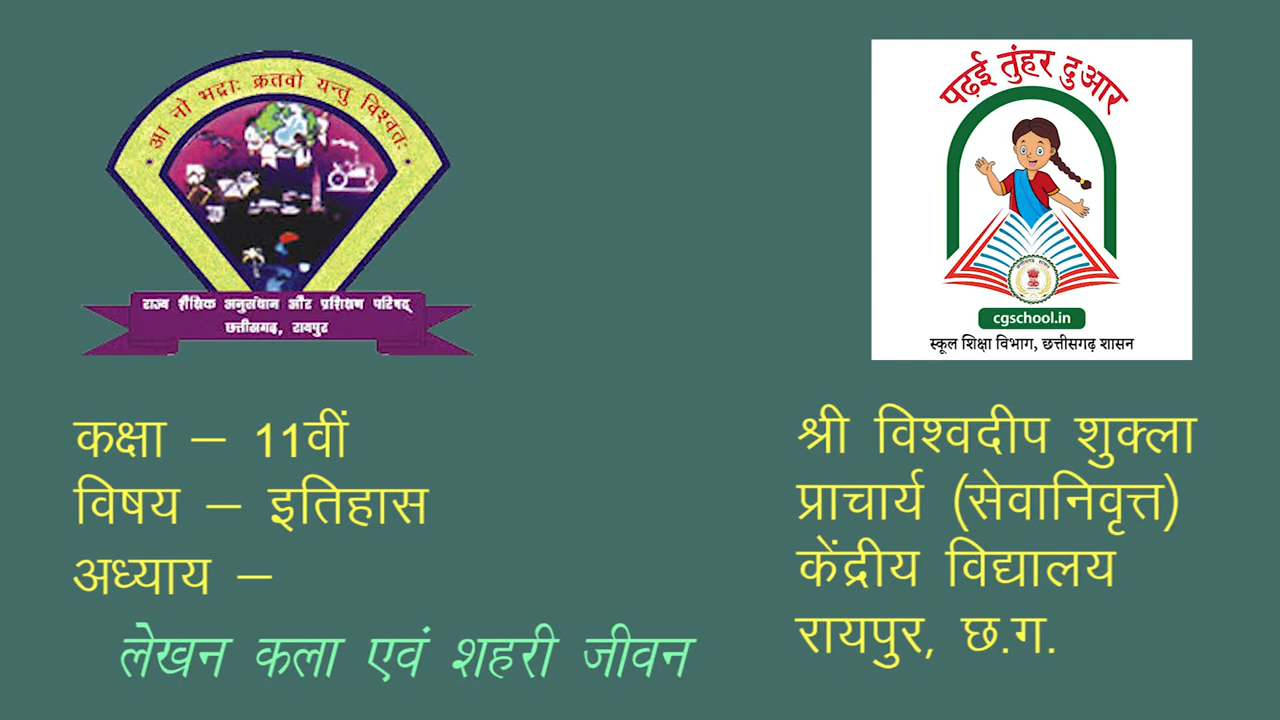 आ नो भद्राः क्रतवो यन्तु विश्वतः
राज्य शैक्षिक अनुसंधान और प्रशिक्षण परिषद्
छत्तीसगढ़, रायपुर
पढ़ई तुंहर दुआर
cgschool.in
स्कूल शिक्षा विभाग, छत्तीसगढ़ शासन
कक्षा – 11वीं
विषय – इतिहास
अध्याय –
लेखन कला एवं शहरी जीवन
श्री विश्वदीप शुक्ला
प्राचार्य (सेवानिवृत्त)
केंद्रीय विद्यालय
रायपुर, छ.ग.